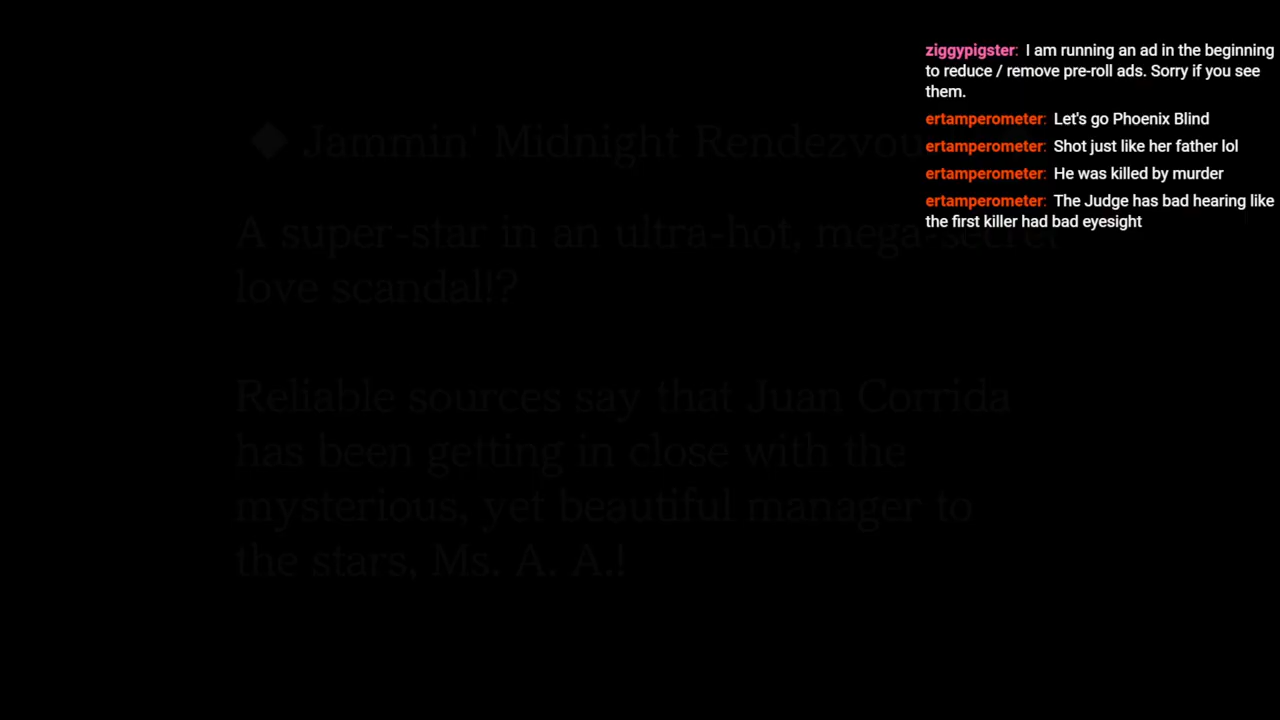 ◆ Jammin' Midnight Rendezvou
A super-star in an ultra-hot, mega-secret
love scandal!?
Reliable sources say that Juan Corrida
has been getting in close with the
mysterious, yet beautiful manager to
the stars, Ms. A. A.!
ziggypigster: I am running an ad in the beginning
to reduce / remove pre-roll ads. Sorry if you see
them.
ertamperometer: Let's go Phoenix Blind
ertamperometer: Shot just like her father lol
ertamperometer: He was killed by murder
ertamperometer: The Judge has bad hearing like
the first killer had bad eyesight